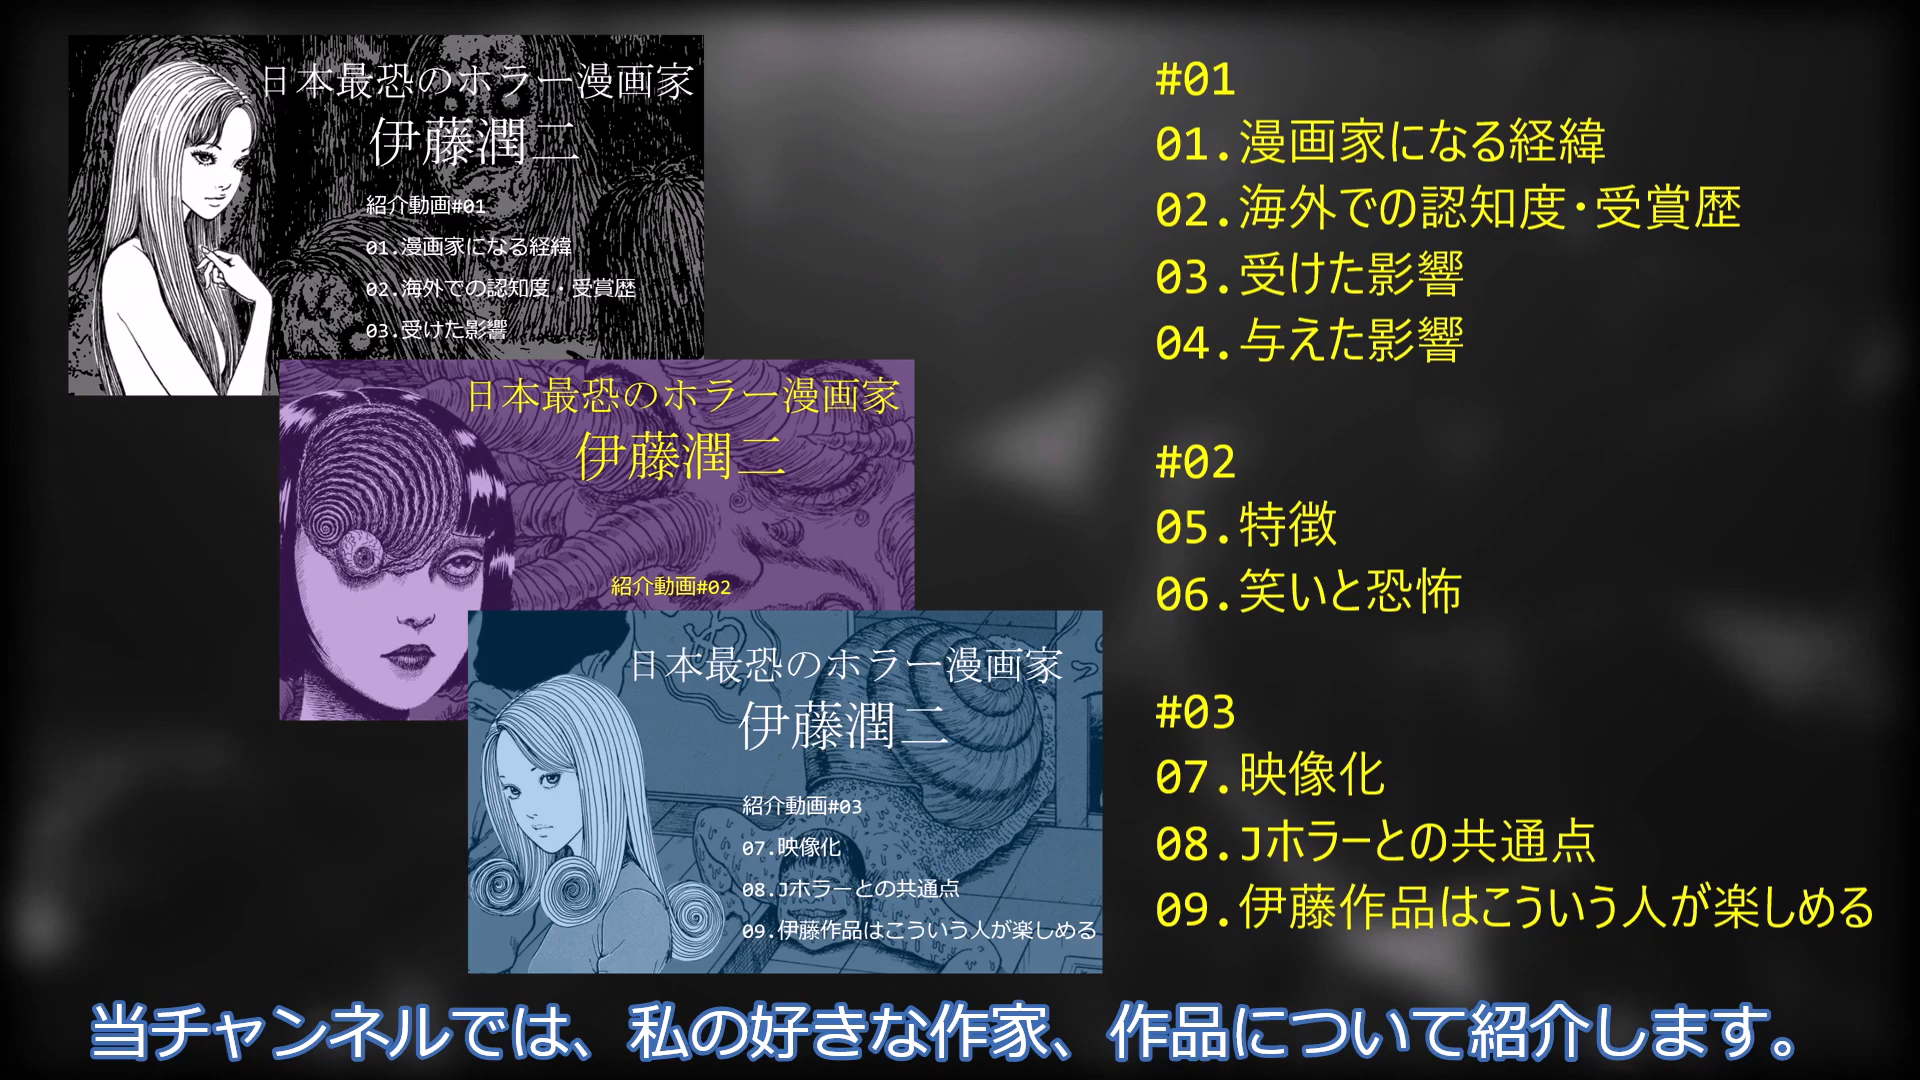 日本最恐のホラー漫画家
伊藤潤二
紹介動画#01
01.漫画家になる経緯
02.海外での認知度・受賞歴
03.受けた影響
日本最恐のホラー漫画家
伊藤潤二
紹介動画#02
日本最恐のホラー漫画家
伊藤潤二
紹介動画#03
07.映像化
08.Jホラーとの共通点
09.伊藤作品はこういう人が楽しめる
#01
01.漫画家になる経緯
02.海外での認知度・受賞歴
03.受けた影響
04.与えた影響
#02
05.特徴
06.笑いと恐怖
#03
07.映像化
08.Jホラーとの共通点
09.伊藤作品はこういう人が楽しめる
当チャンネルでは、私の好きな作家、作品について紹介します。